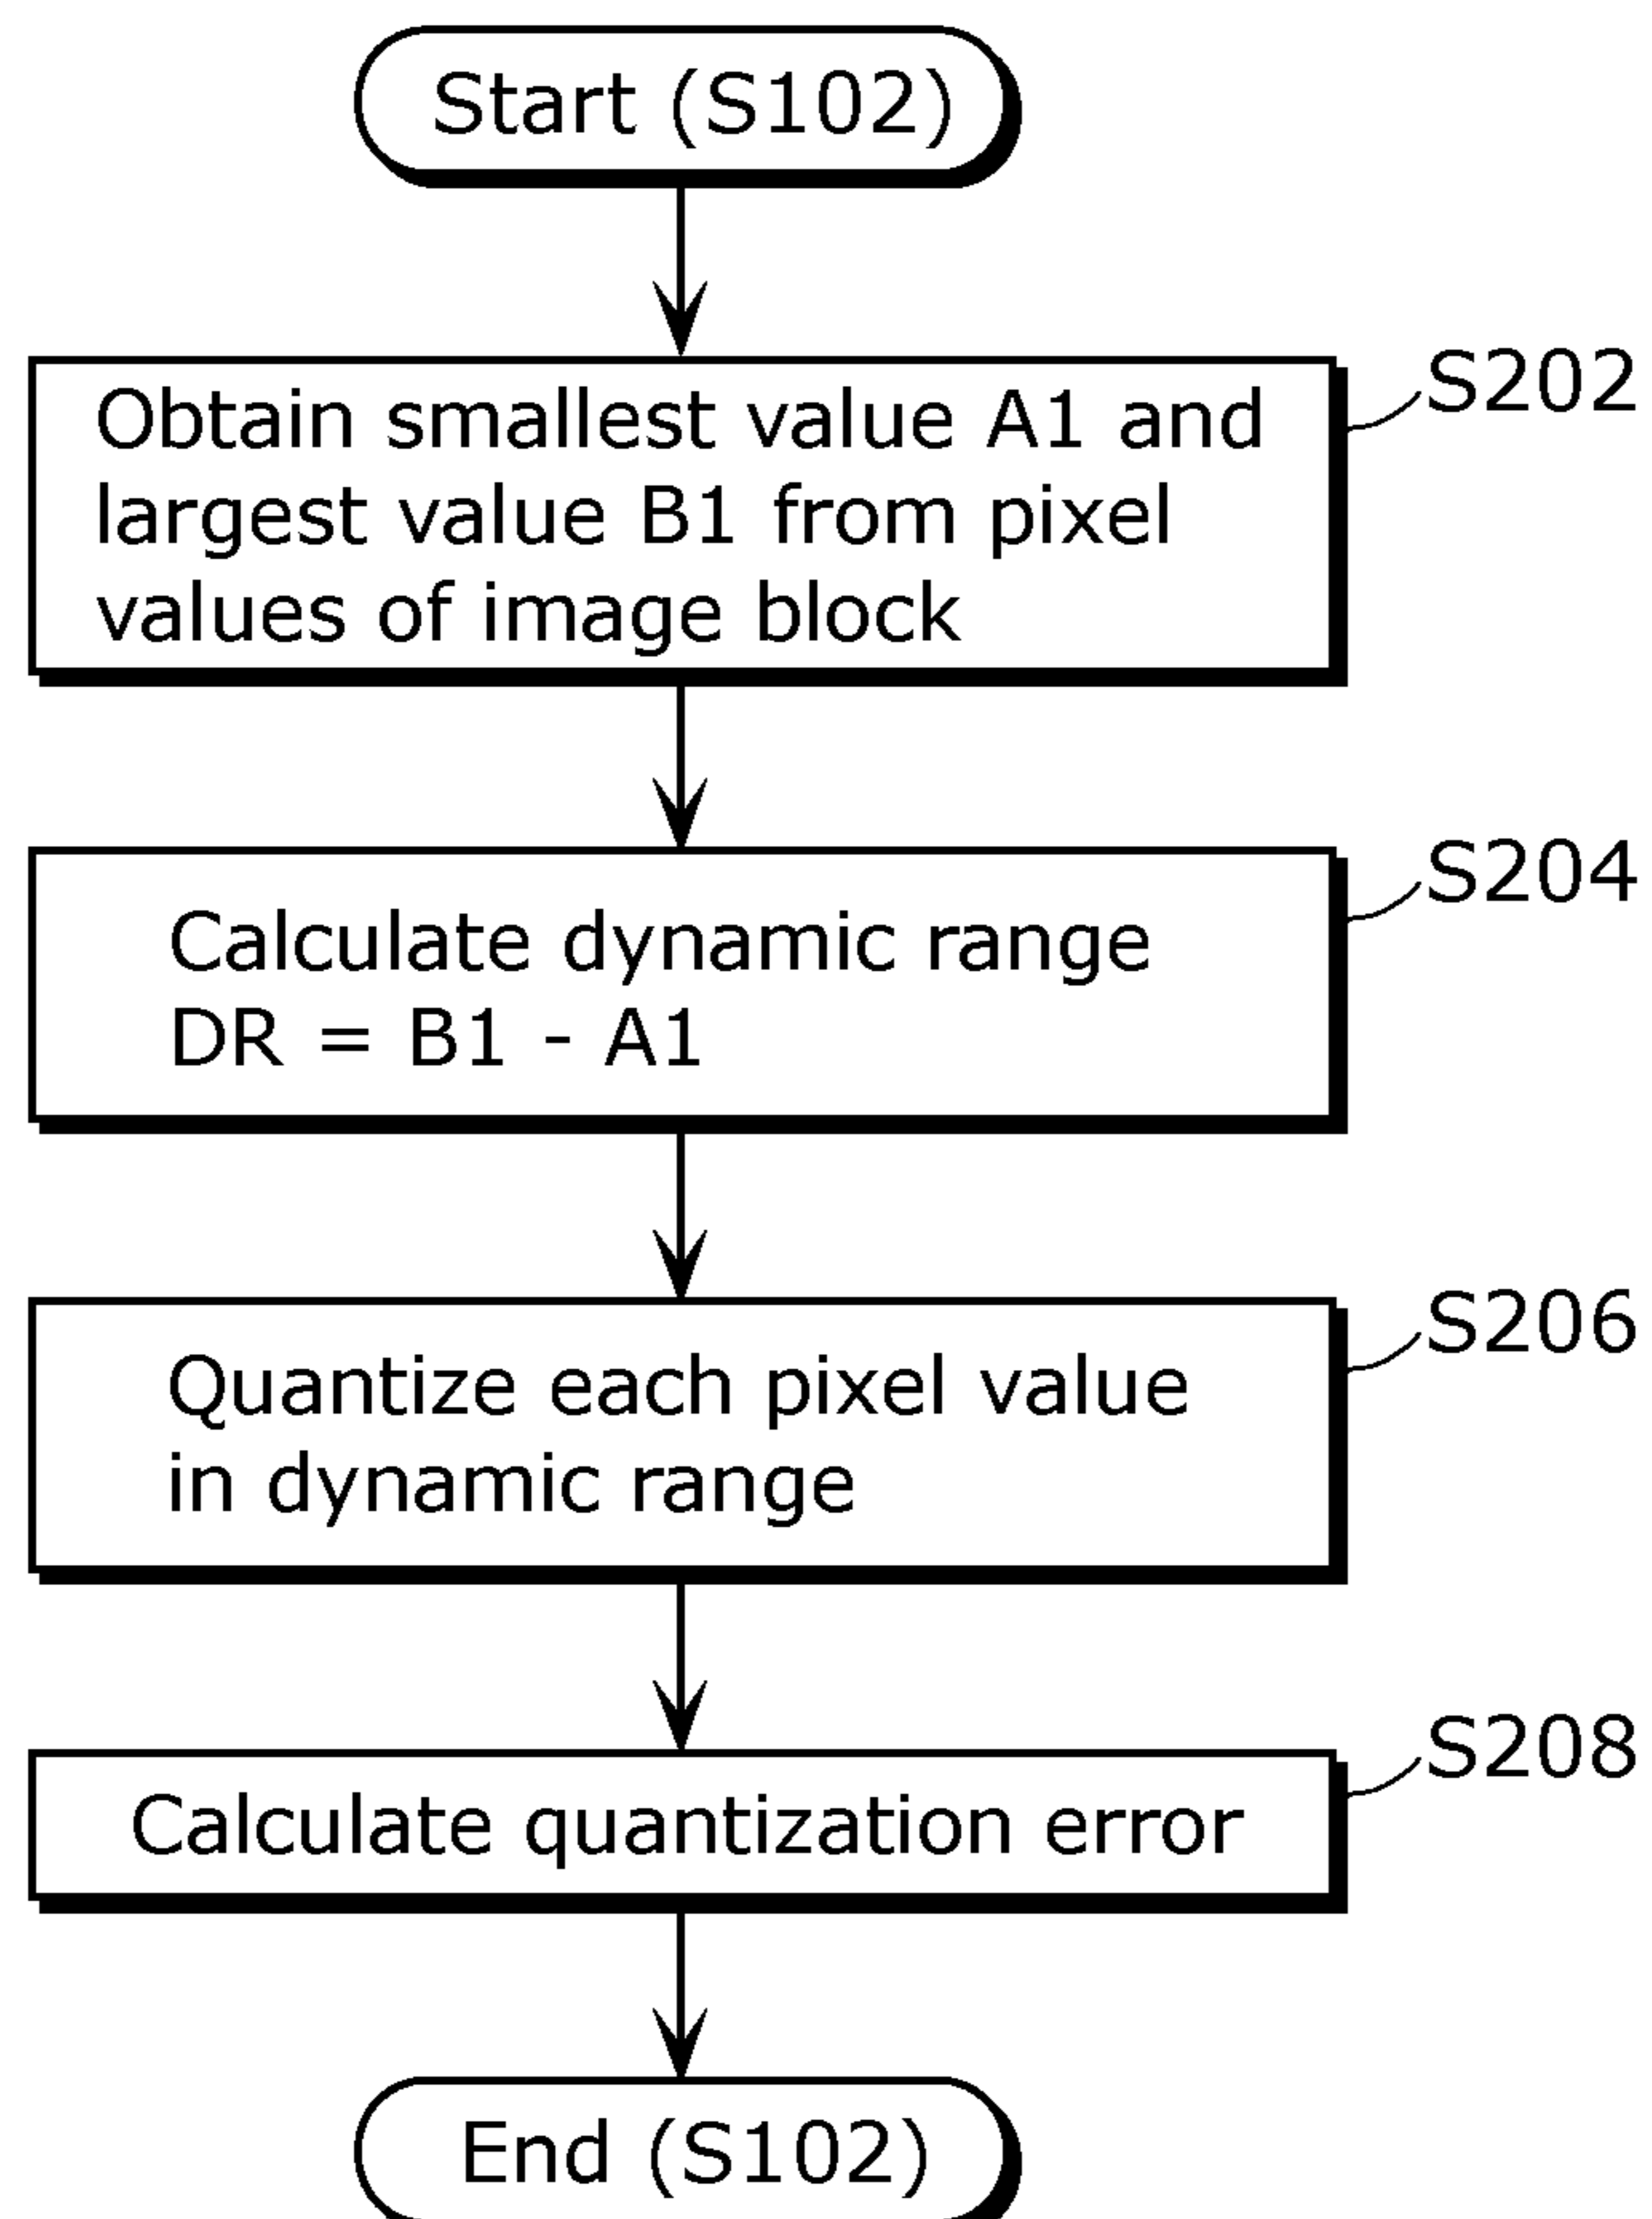 Start (S102)
S202
Obtain smallest value A1 and
largest value B1 from pixel
values of image block
S204
Calculate dynamic range
DR = B1 - A1
S206
Quantize each pixel value
in dynamic range
S208
Calculate quantization error
End (S102)